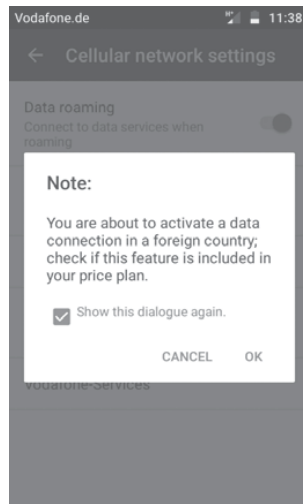 Vodafone.de 11:38
Cellular network settings
Data roaming
Connect to data services when
roaming
Note:
You are about to activate a data
connection in a foreign country;
check if this feature is included in
your price plan.
Show this dialogue again.
CANCEL OK
Vodafone-Services